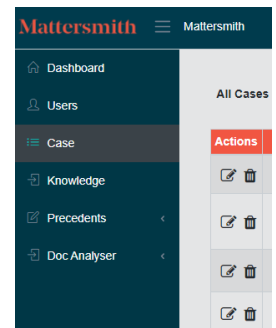 Mattersmith
Mattersmith
Dashboard
Users
Case
Knowledge
Precedents
Doc Analyser
All Cases
Actions